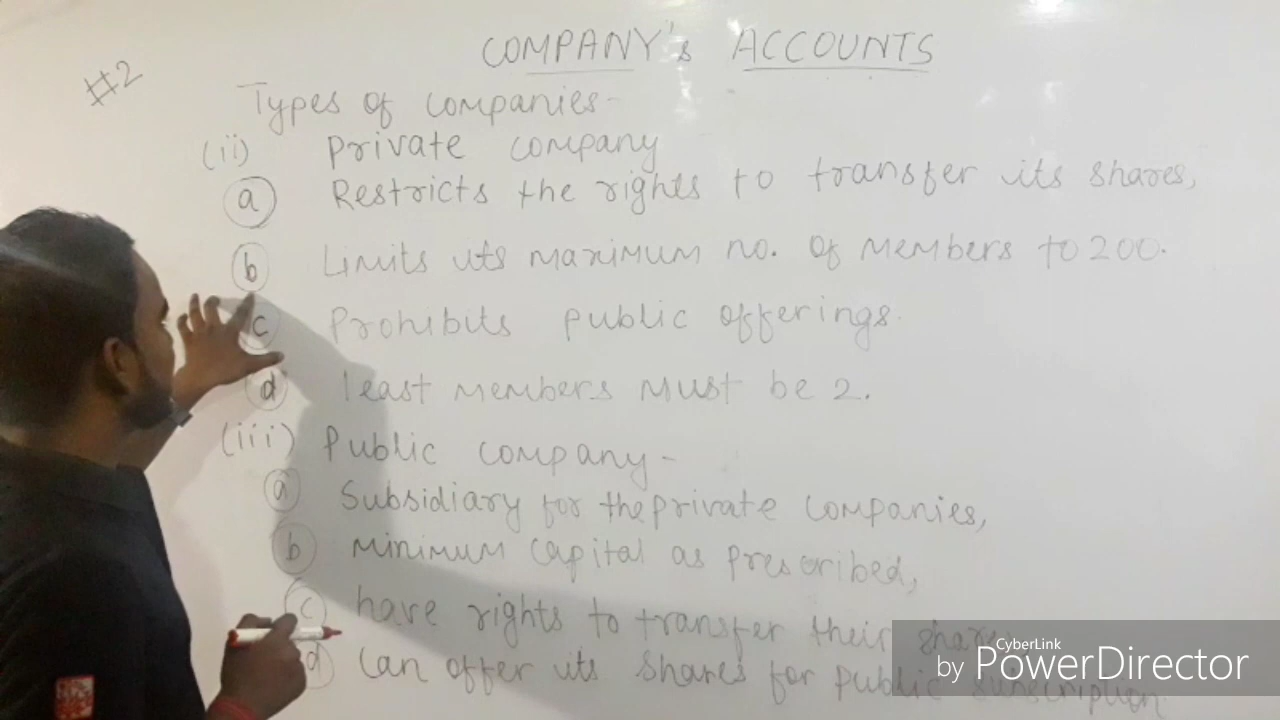 COMPANY's ACCOUNTS
#2
Types of companies-
(ii) private company
(a) Restricts the rights to transfer its shares,
(b) Limits its maximum no. of members to 200.
(c) Prohibits public offerings.
(d) least members must be 2.
(iii) Public company-
(a) Subsidiary for the private companies,
(b) minimum capital as prescribed,
(c) have rights to transfer their share
(d) can offer its shares for public subscription
CyberLink
by PowerDirector